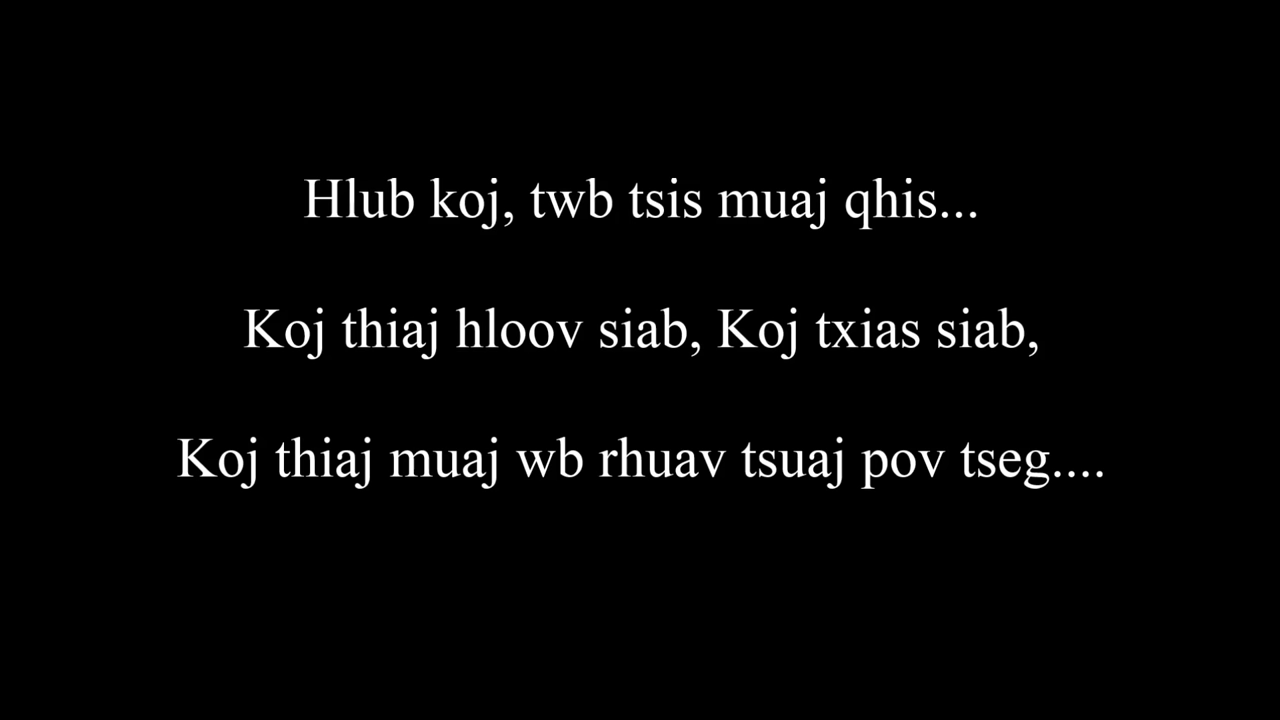 Hlub koj, twb tsis muaj qhis...
Koj thiaj hloov siab, Koj txias siab,
Koj thiaj muaj wb rhuav tsuaj pov tseg....